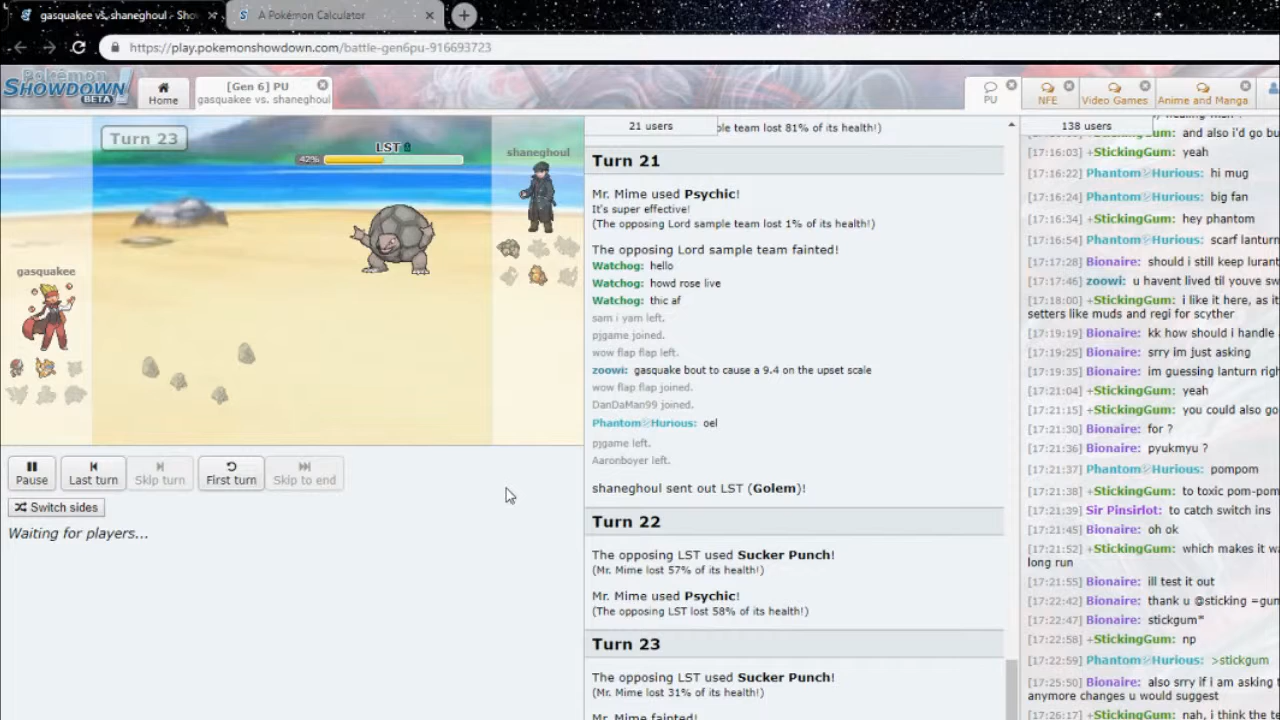 gasquakee vs. shaneghoul - Sho
A Pokémon Calculator
https://play.pokemonshowdown.com/battle-gen6pu-916693723
Pokémon
Showdown!
BETA
Home
[Gen 6] PU
gasquakee vs. shaneghoul
PU
NFE
Video Games
Anime and Manga
Turn 23
LST
42%
shaneghoul
gasquakee
Pause
Last turn
Skip turn
First turn
Skip to end
Switch sides
Waiting for players...
21 users
ple team lost 81% of its health!)
Turn 21
Mr. Mime used Psychic!
It's super effective!
(The opposing Lord sample team lost 1% of its health!)
The opposing Lord sample team fainted!
Watchog: hello
Watchog: howd rose live
Watchog: thic af
sam i yam left.
pjgame joined.
wow flap flap left.
zoowi: gasquake bout to cause a 9.4 on the upset scale
wow flap flap joined.
DanDaMan99 joined.
Phantom Hurious: oel
pjgame left.
Aaronboyer left.
shaneghoul sent out LST (Golem)!
Turn 22
The opposing LST used Sucker Punch!
(Mr. Mime lost 57% of its health!)
Mr. Mime used Psychic!
(The opposing LST lost 58% of its health!)
Turn 23
The opposing LST used Sucker Punch!
(Mr. Mime lost 31% of its health!)
Mr. Mime fainted!
138 users
Gum: and also i'd go bu
[17:16:03] +StickingGum: yeah
[17:16:22] Phantom Hurious: hi mug
[17:16:24] Phantom Hurious: big fan
[17:16:34] +StickingGum: hey phantom
[17:16:54] Phantom Hurious: scarf lanturn
[17:17:28] Bionaire: should i still keep lurant
[17:17:46] zoowi: u havent lived til youve sw
[17:18:00] +StickingGum: i like it here, as it
setters like muds and regi for scyther
[17:19:19] Bionaire: kk how should i handle
[17:19:25] Bionaire: srry im just asking
[17:19:35] Bionaire: im guessing lanturn righ
[17:21:04] +StickingGum: yeah
[17:21:15] +StickingGum: you could also go
[17:21:30] Bionaire: for ?
[17:21:36] Bionaire: pyukmyu ?
[17:21:37] Phantom Hurious: pompom
[17:21:38] +StickingGum: to toxic pom-pom
[17:21:39] Sir Pinsirlot: to catch switch ins
[17:21:45] Bionaire: oh ok
[17:21:52] +StickingGum: which makes it wa
long run
[17:21:55] Bionaire: ill test it out
[17:22:42] Bionaire: thank u @sticking =gum
[17:22:47] Bionaire: stickgum*
[17:22:58] +StickingGum: np
[17:22:59] Phantom Hurious: >stickgum
[17:25:50] Bionaire: also srry if i am asking t
anymore changes u would suggest
[17:26:17] +StickingGum: nah, i think the te